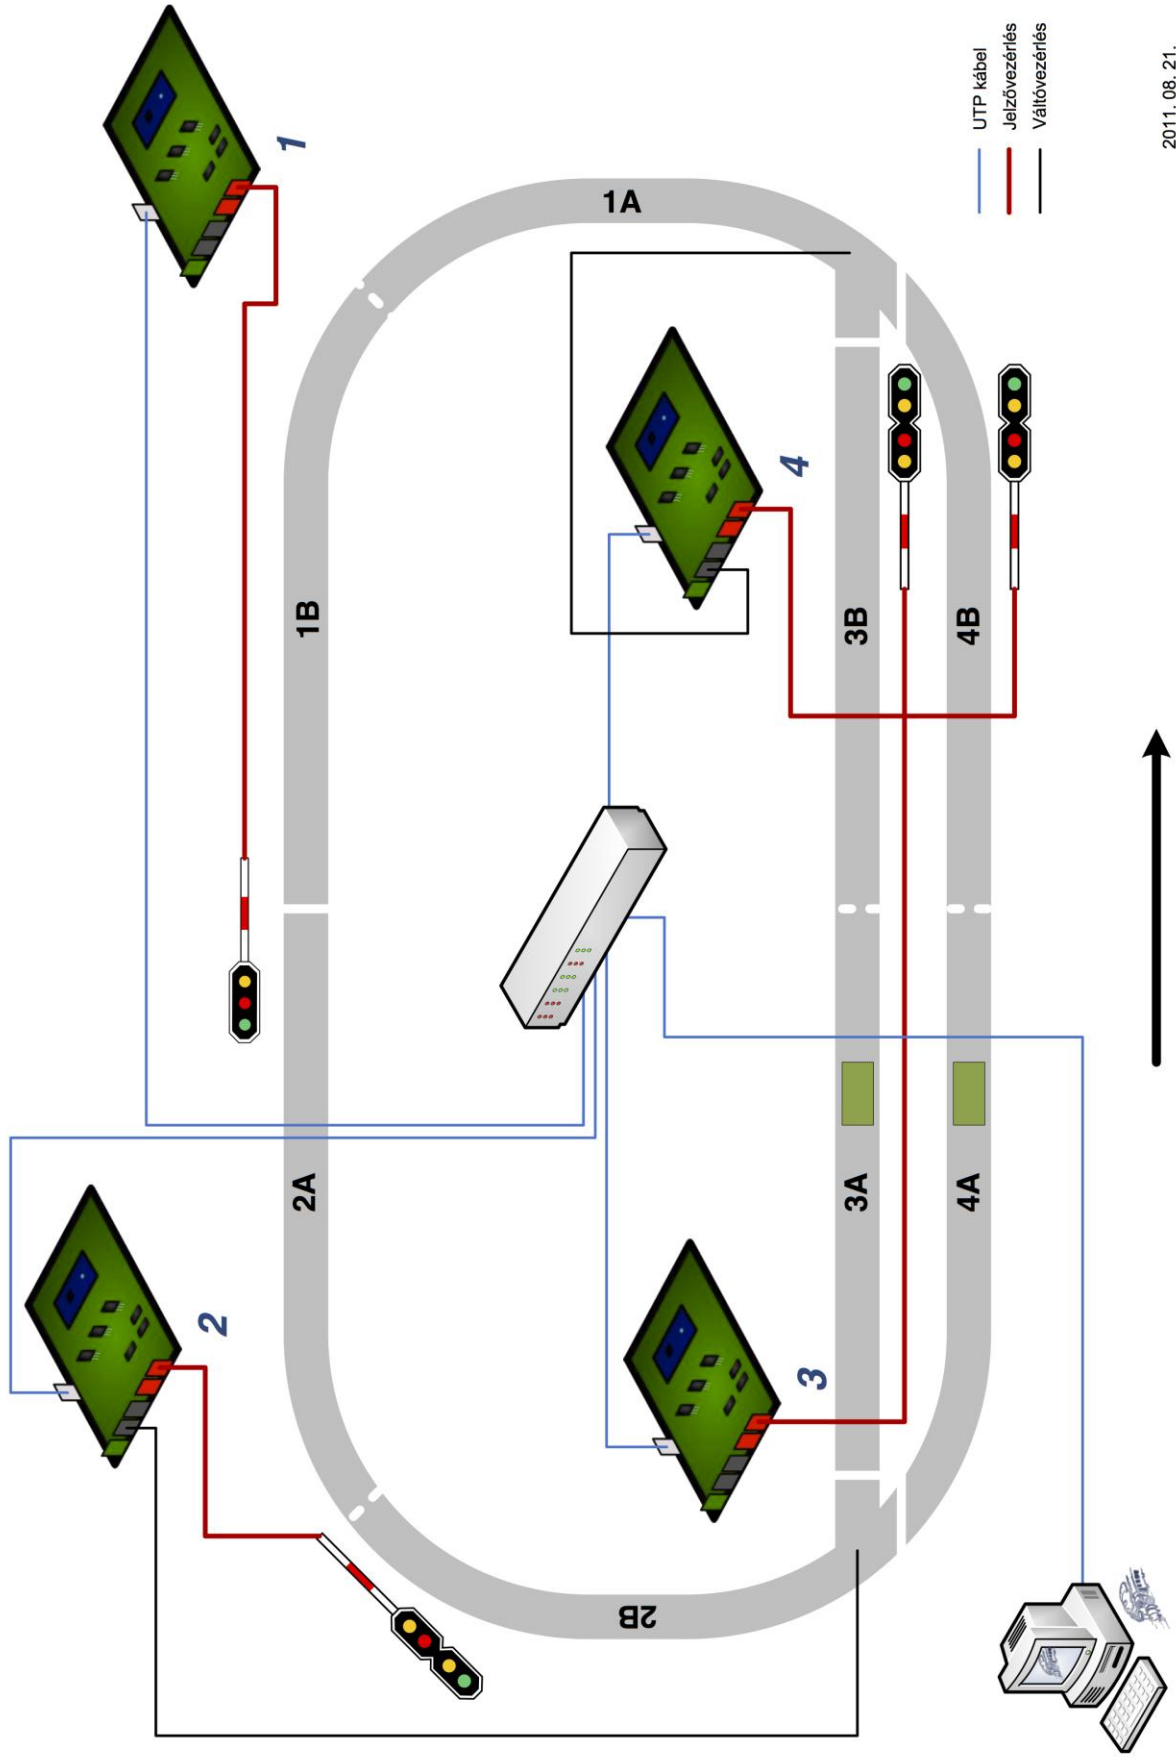 2
1
2A
1B
2B
1A
3
4
3A
3B
4A
4B
UTP kábel
Jelzővezérlés
Váltóvezérlés
2011. 08. 21.